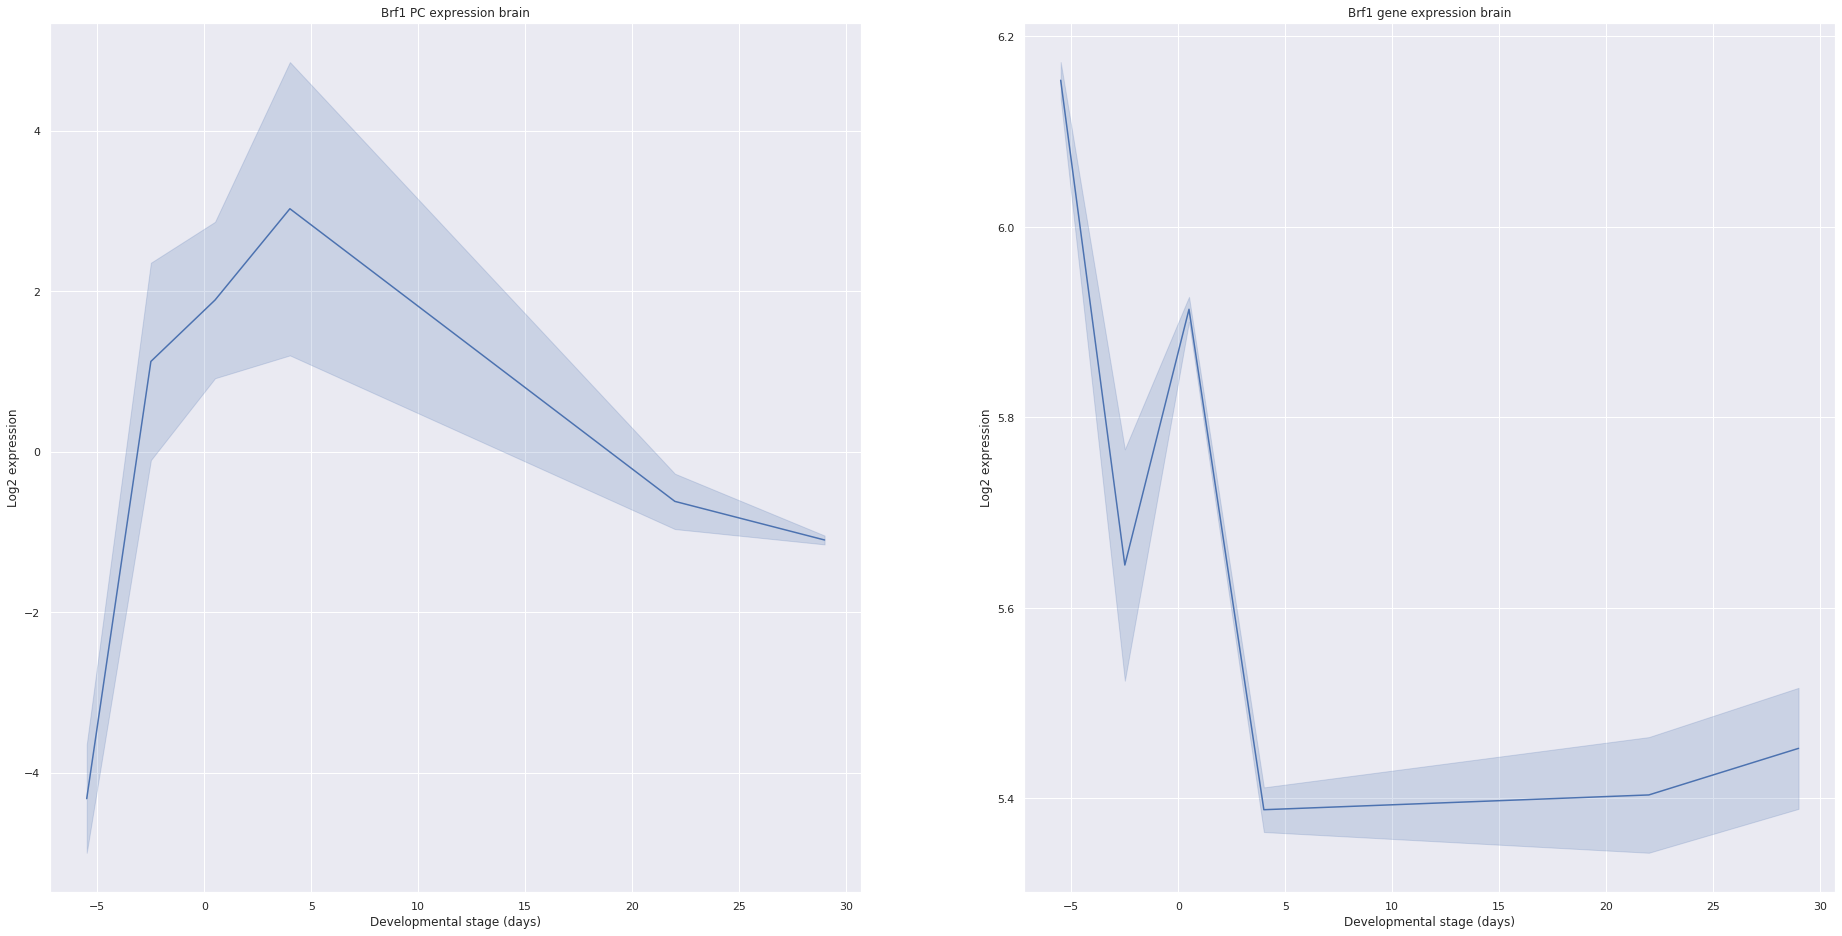 Brf1 PC expression brain
Log2 expression
4
2
0
−2
−4
−5 0 5 10 15 20 25 30
Developmental stage (days)
Brf1 gene expression brain
Log2 expression
6.2
6.0
5.8
5.6
5.4
−5 0 5 10 15 20 25 30
Developmental stage (days)